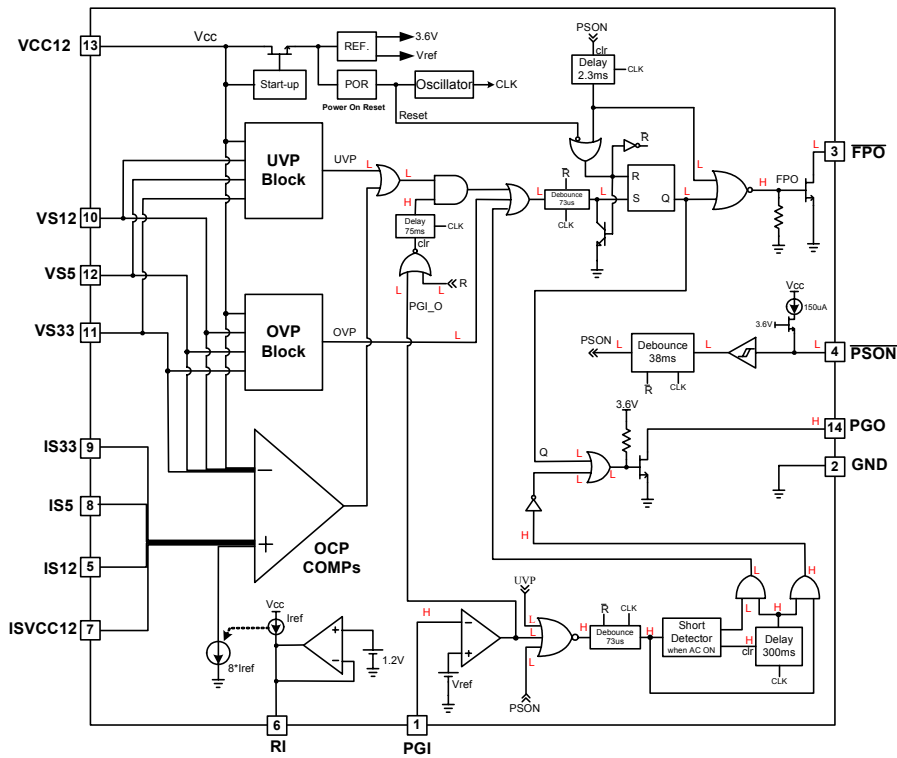 PSON
VCC12
13
Vcc
3.6V
REF.
Vref
clr
Delay
2.3ms
CLK
Start-up
POR
Oscillator
CLK
Power On Reset
Reset
R
UVP
Block
UVP
L
L
L
L
FPO
3
FPO
H
R
H
Delay
75ms
CLK
clr
L
Debounce
73us
CLK
L
R
S
Q
L
VS12
10
VS5
12
VS33
11
L
L
R
PGI_O
Vcc
150uA
3.6V
OVP
Block
OVP
L
PSON
L
Debounce
38ms
L
L
4
PSON
R
CLK
3.6V
H
14
PGO
IS33
9
Q
L
L
L
2
GND
IS5
8
OCP
COMPs
H
H
IS12
5
L
UVP
ISVCC12
7
Vcc
Iref
8*Iref
1.2V
H
L
L
L
H
R
CLK
Debounce
73us
H
Short
Detector
when AC ON
L
H
clr
H
Delay
300ms
CLK
Vref
PSON
6
RI
1
PGI